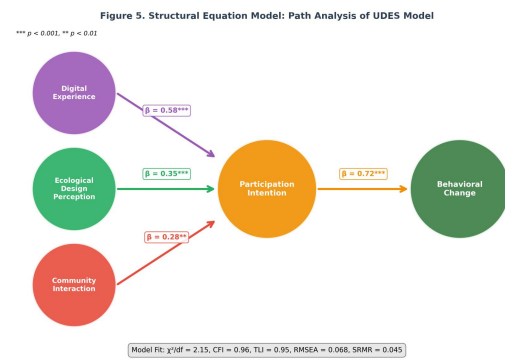 Figure 5. Structural Equation Model: Path Analysis of UDES Model
*** p < 0.001, ** p < 0.01
Digital
Experience
β = 0.58***
Ecological
Design
Perception
β = 0.35***
Participation
Intention
β = 0.72***
Behavioral
Change
β = 0.28**
Community
Interaction
Model Fit: χ²/df = 2.15, CFI = 0.96, TLI = 0.95, RMSEA = 0.068, SRMR = 0.045